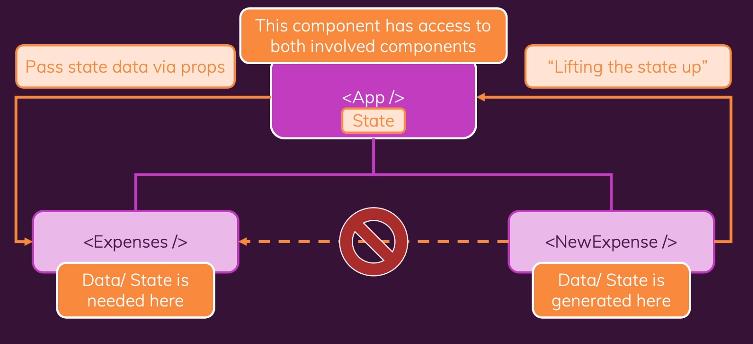 This component has access to
both involved components
Pass state data via props
"Lifting the state up"
<App />
State
<Expenses />
<NewExpense />
Data/ State is
needed here
Data/ State is
generated here